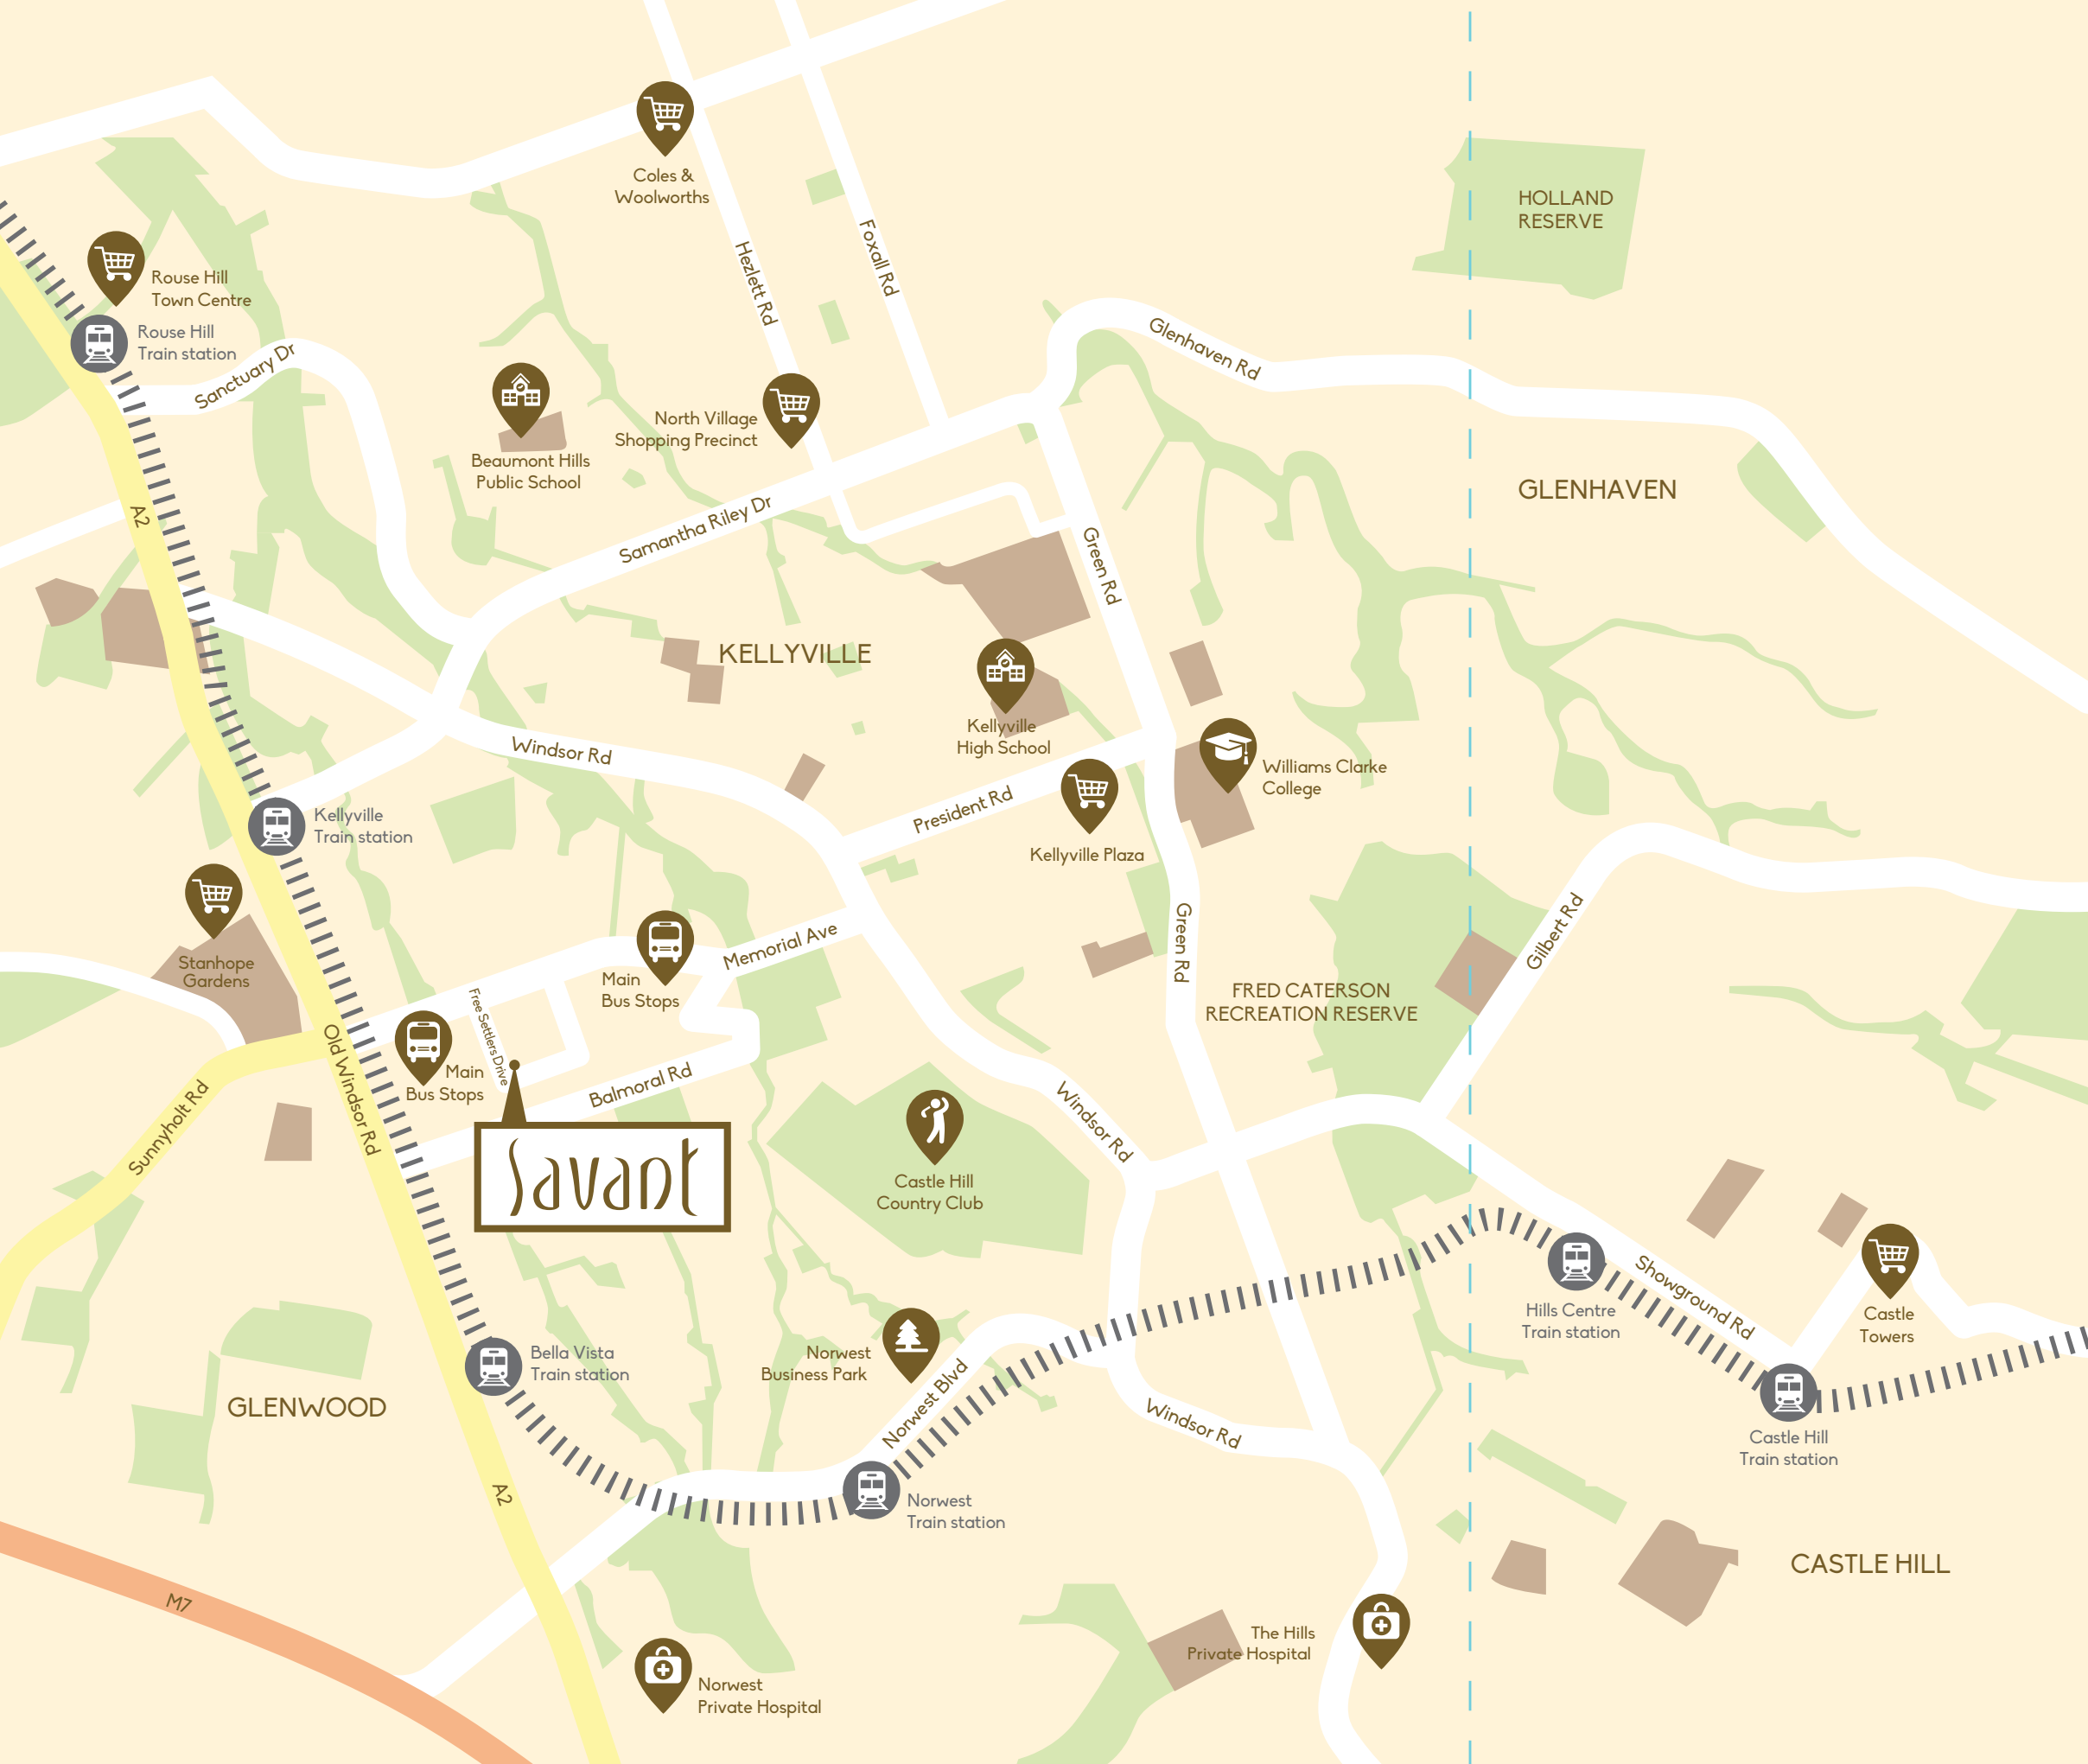 Coles &
Woolworths
HOLLAND
RESERVE
Rouse Hill
Town Centre
Rouse Hill
Train station
Hezlett Rd
Foxall Rd
Sanctuary Dr
Glenhaven Rd
Beaumont Hills
Public School
North Village
Shopping Precinct
GLENHAVEN
A2
Samantha Riley Dr
Green Rd
KELLYVILLE
Kellyville
High School
Windsor Rd
Williams Clarke
College
President Rd
Kellyville
Train station
Kellyville Plaza
Gilbert Rd
Stanhope
Gardens
Memorial Ave
Main
Bus Stops
Green Rd
FRED CATERSON
RECREATION RESERVE
Free Settlers Drive
Main
Bus Stops
Old Windsor Rd
Sunnyholt Rd
Balmoral Rd
Windsor Rd
Savant
Castle Hill
Country Club
Showground Rd
Hills Centre
Train station
Castle
Towers
Bella Vista
Train station
Norwest
Business Park
Norwest Blvd
GLENWOOD
Windsor Rd
Castle Hill
Train station
A2
Norwest
Train station
CASTLE HILL
M7
The Hills
Private Hospital
Norwest
Private Hospital